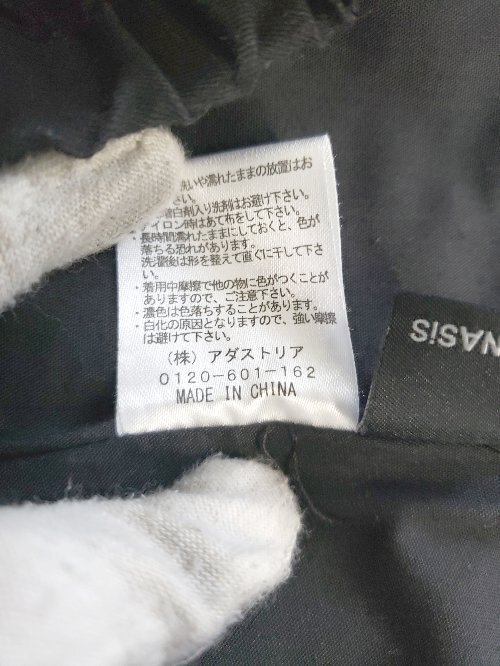 洗いや濡れたままの放置はお
さい。
増白剤入り洗剤はお避け下さい。
アイロン時はあて布をして下さい。
・長時間濡れたままにしておくと、色が
落ちる恐れがあります。
洗濯後は形を整えて直ぐに干して下さ
い。
・着用中摩擦で他の物に色がつくことが
ありますので、ご注意下さい。
・濃色は色落ちすることがあります。
・白化の原因となりますので、強い摩擦
は避けて下さい。
(株) アダストリア
0120-601-162
MADE IN CHINA
NASiS